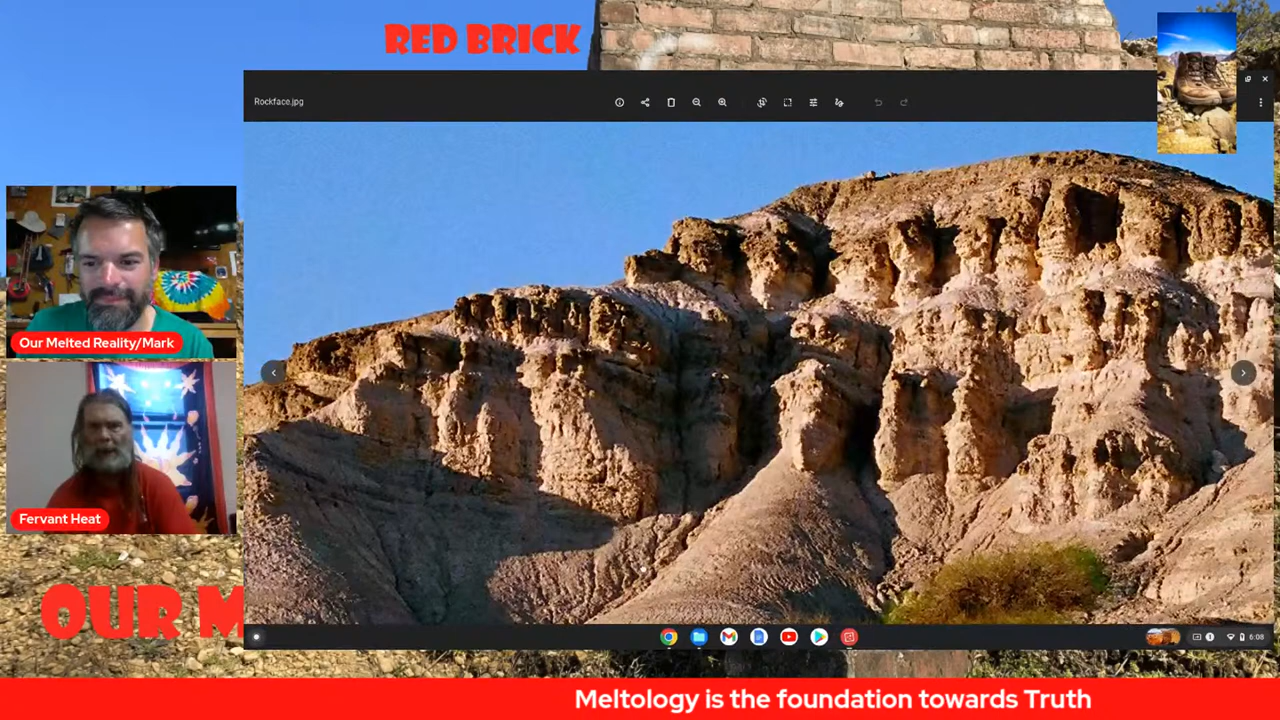 RED BRICK
Rockface.jpg
Our Melted Reality/Mark
Fervant Heat
OUR M
6:08
Meltology is the foundation towards Truth